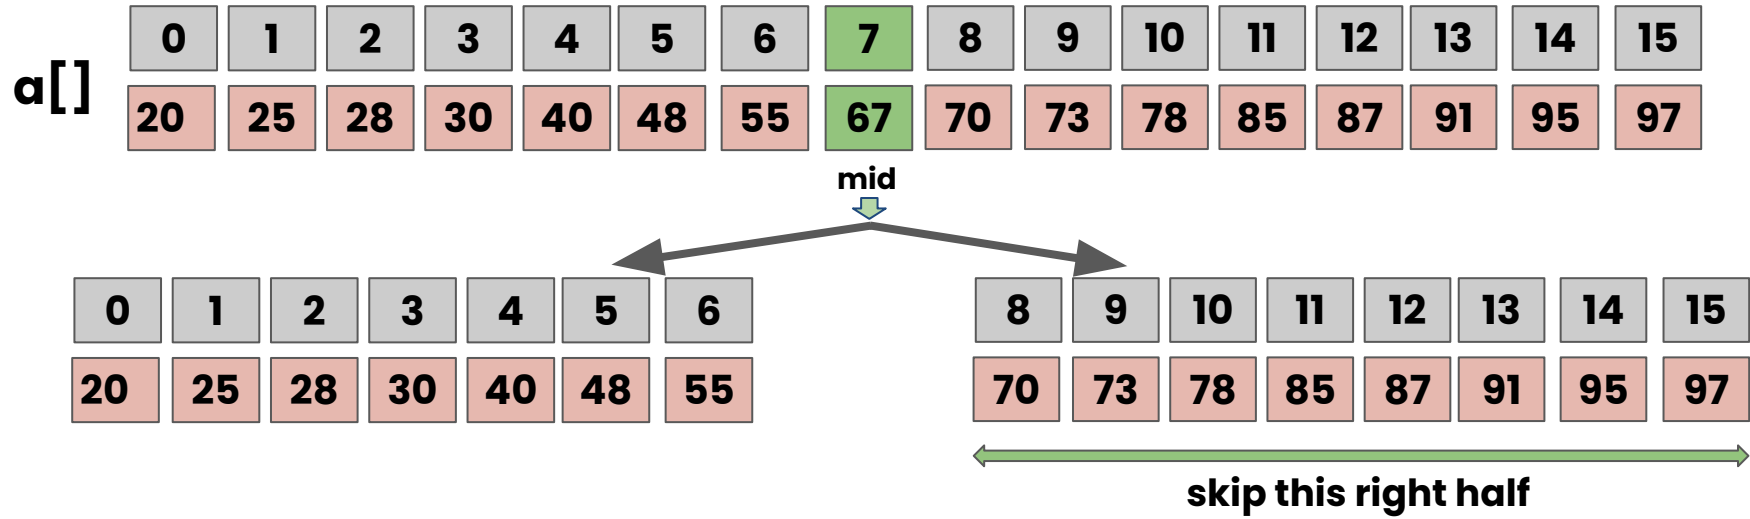 0 1 2 3 4 5 6 7 8 9 10 11 12 13 14 15
a[]
20 25 28 30 40 48 55 67 70 73 78 85 87 91 95 97
mid
0 1 2 3 4 5 6 8 9 10 11 12 13 14 15
20 25 28 30 40 48 55 70 73 78 85 87 91 95 97
skip this right half